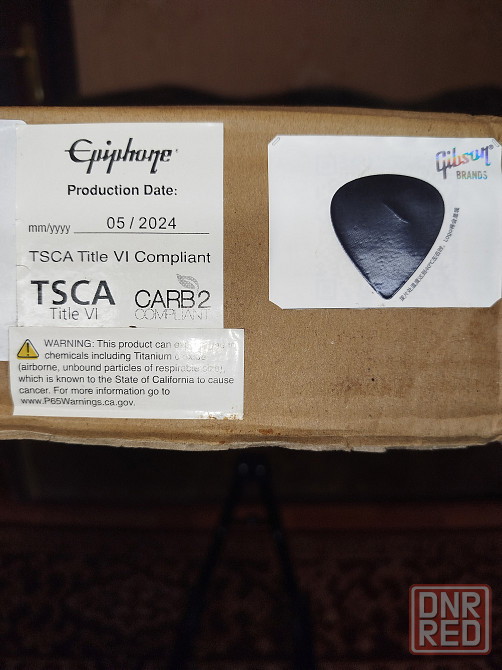 Epiphone
Production Date:
mm/yyyy 05 / 2024
TSCA Title VI Compliant
TSCA
Title VI
CARB 2
COMPLIANT
WARNING: This product can
chemicals including Titanium
(airborne, unbound particles of respirable
which is known to the State of California to cause
cancer. For more information go to
www.P65Warnings.ca.gov.
Gibson
BRANDS
DNR
RED